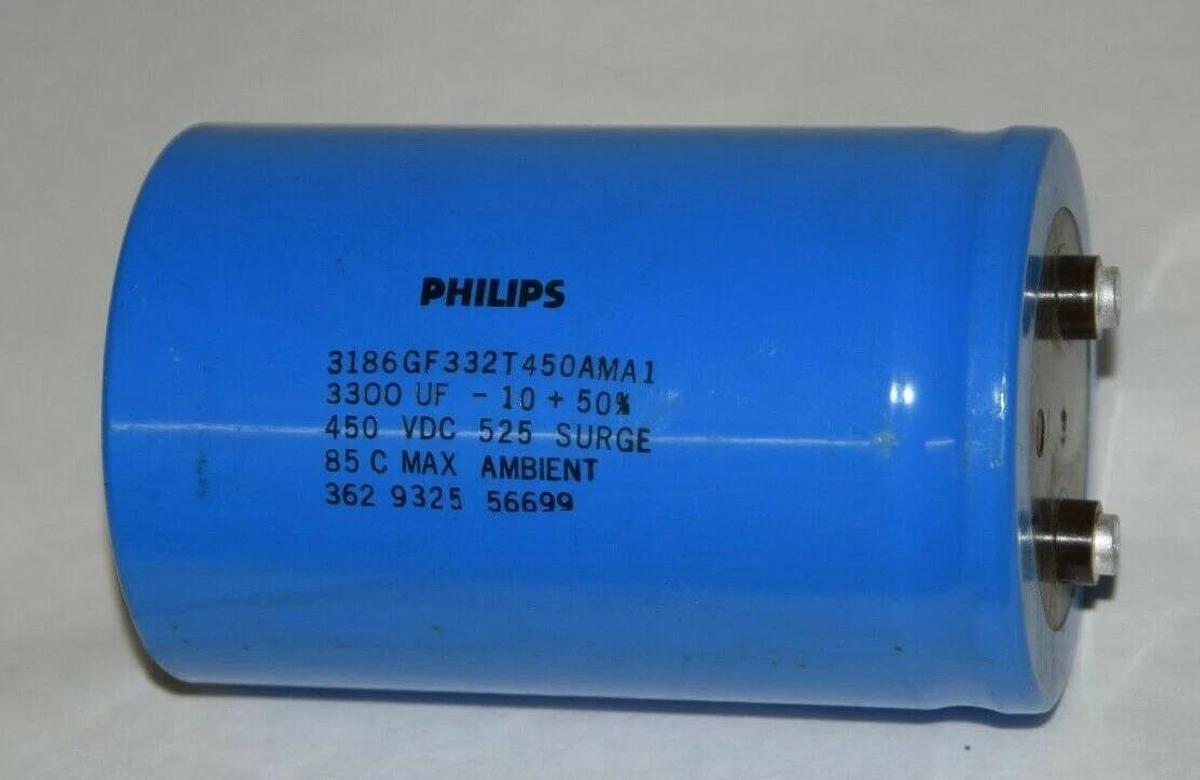 PHILIPS
3186GF332T450AMA1
3300 UF - 10 + 50%
450 VDC 525 SURGE
85 C MAX AMBIENT
362 9325 56699